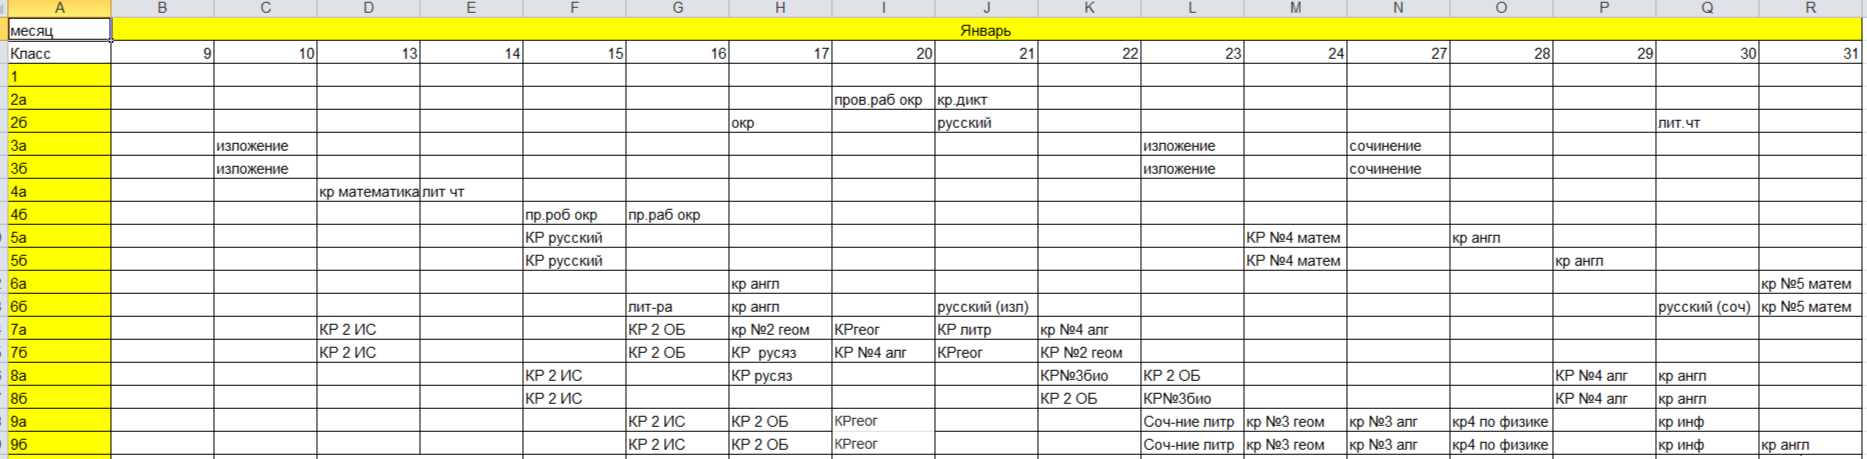 A B C D E F G H I J K L M N O P Q R
месяц Январь
Класс 9 10 13 14 15 16 17 20 21 22 23 24 27 28 29 30 31
1
2а пров.раб окр кр.дикт
2б окр русский лит.чт
3а изложение изложение сочинение
3б изложение изложение сочинение
4а кр математика лит чт
4б пр.роб окр пр.раб окр
5а КР русский КР №4 матем кр англ
5б КР русский КР №4 матем кр англ
6а кр англ кр №5 матем
6б лит-ра кр англ русский (изл) русский (соч) кр №5 матем
7а КР 2 ИС КР 2 ОБ кр №2 геом КРгеог КР литр кр №4 алг
7б КР 2 ИС КР 2 ОБ КР русяз КР №4 алг КРгеог КР №2 геом
8а КР 2 ИС КР русяз КР№3био КР 2 ОБ КР №4 алг кр англ
8б КР 2 ИС КР 2 ОБ КР№3био КР №4 алг кр англ
9а КР 2 ИС КР 2 ОБ КРгеог Соч-ние литр кр №3 геом кр №3 алг кр4 по физике кр инф
9б КР 2 ИС КР 2 ОБ КРгеог Соч-ние литр кр №3 геом кр №3 алг кр4 по физике кр инф кр англ